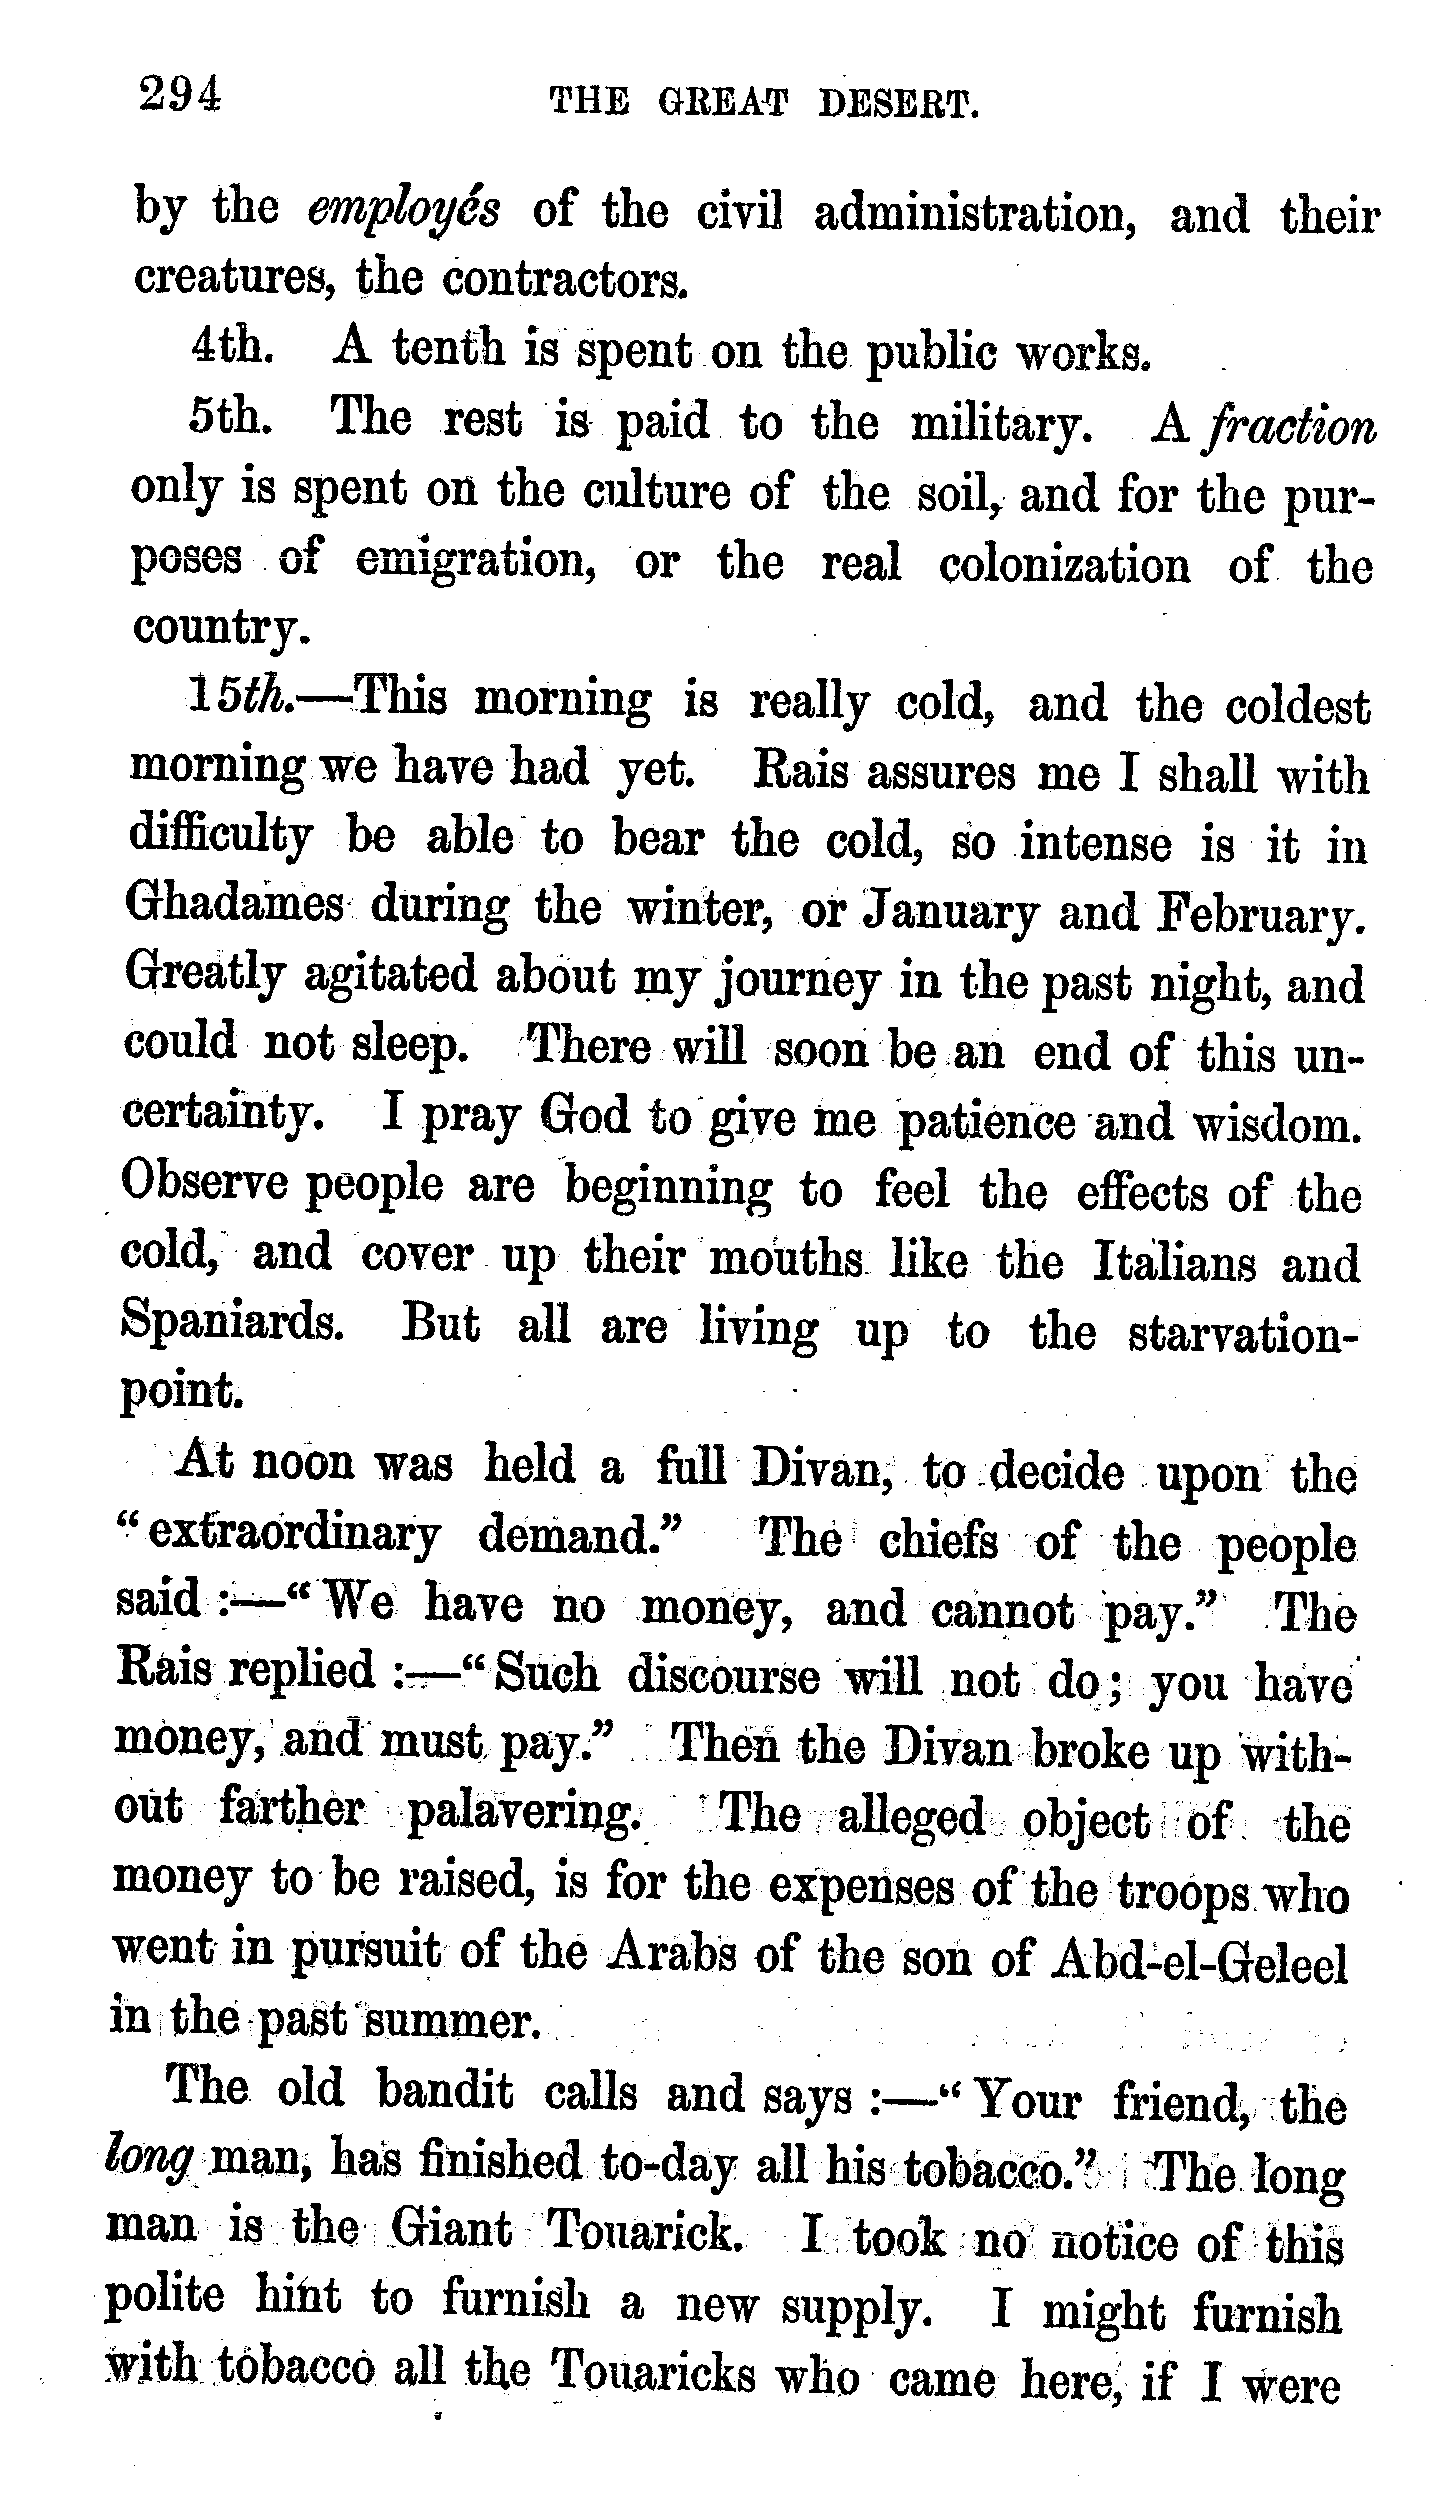 294 THE GREAT DESERT.
by the employés of the civil administration, and their
creatures, the contractors.
4th. A tenth is spent on the public works.
5th. The rest is paid to the military. A fraction
only is spent on the culture of the soil, and for the pur-
poses of emigration, or the real colonization of the
country.
15th.—This morning is really cold, and the coldest
morning we have had yet. Rais assures me I shall with
difficulty be able to bear the cold, so intense is it in
Ghadames during the winter, or January and February.
Greatly agitated about my journey in the past night, and
could not sleep. There will soon be an end of this un-
certainty. I pray God to give me patience and wisdom.
Observe people are beginning to feel the effects of the
cold, and cover up their mouths like the Italians and
Spaniards. But all are living up to the starvation-
point.
At noon was held a full Divan, to decide upon the
“extraordinary demand.” The chiefs of the people
said :—“We have no money, and cannot pay.” The
Rais replied :—“Such discourse will not do; you have
money, and must pay.” Then the Divan broke up with-
out farther palavering. The alleged object of the
money to be raised, is for the expenses of the troops who
went in pursuit of the Arabs of the son of Abd-el-Geleel
in the past summer.
The old bandit calls and says :—“Your friend, the
long man, has finished to-day all his tobacco.” The long
man is the Giant Touarick. I took no notice of this
polite hint to furnish a new supply. I might furnish
with tobacco all the Touaricks who came here, if I were